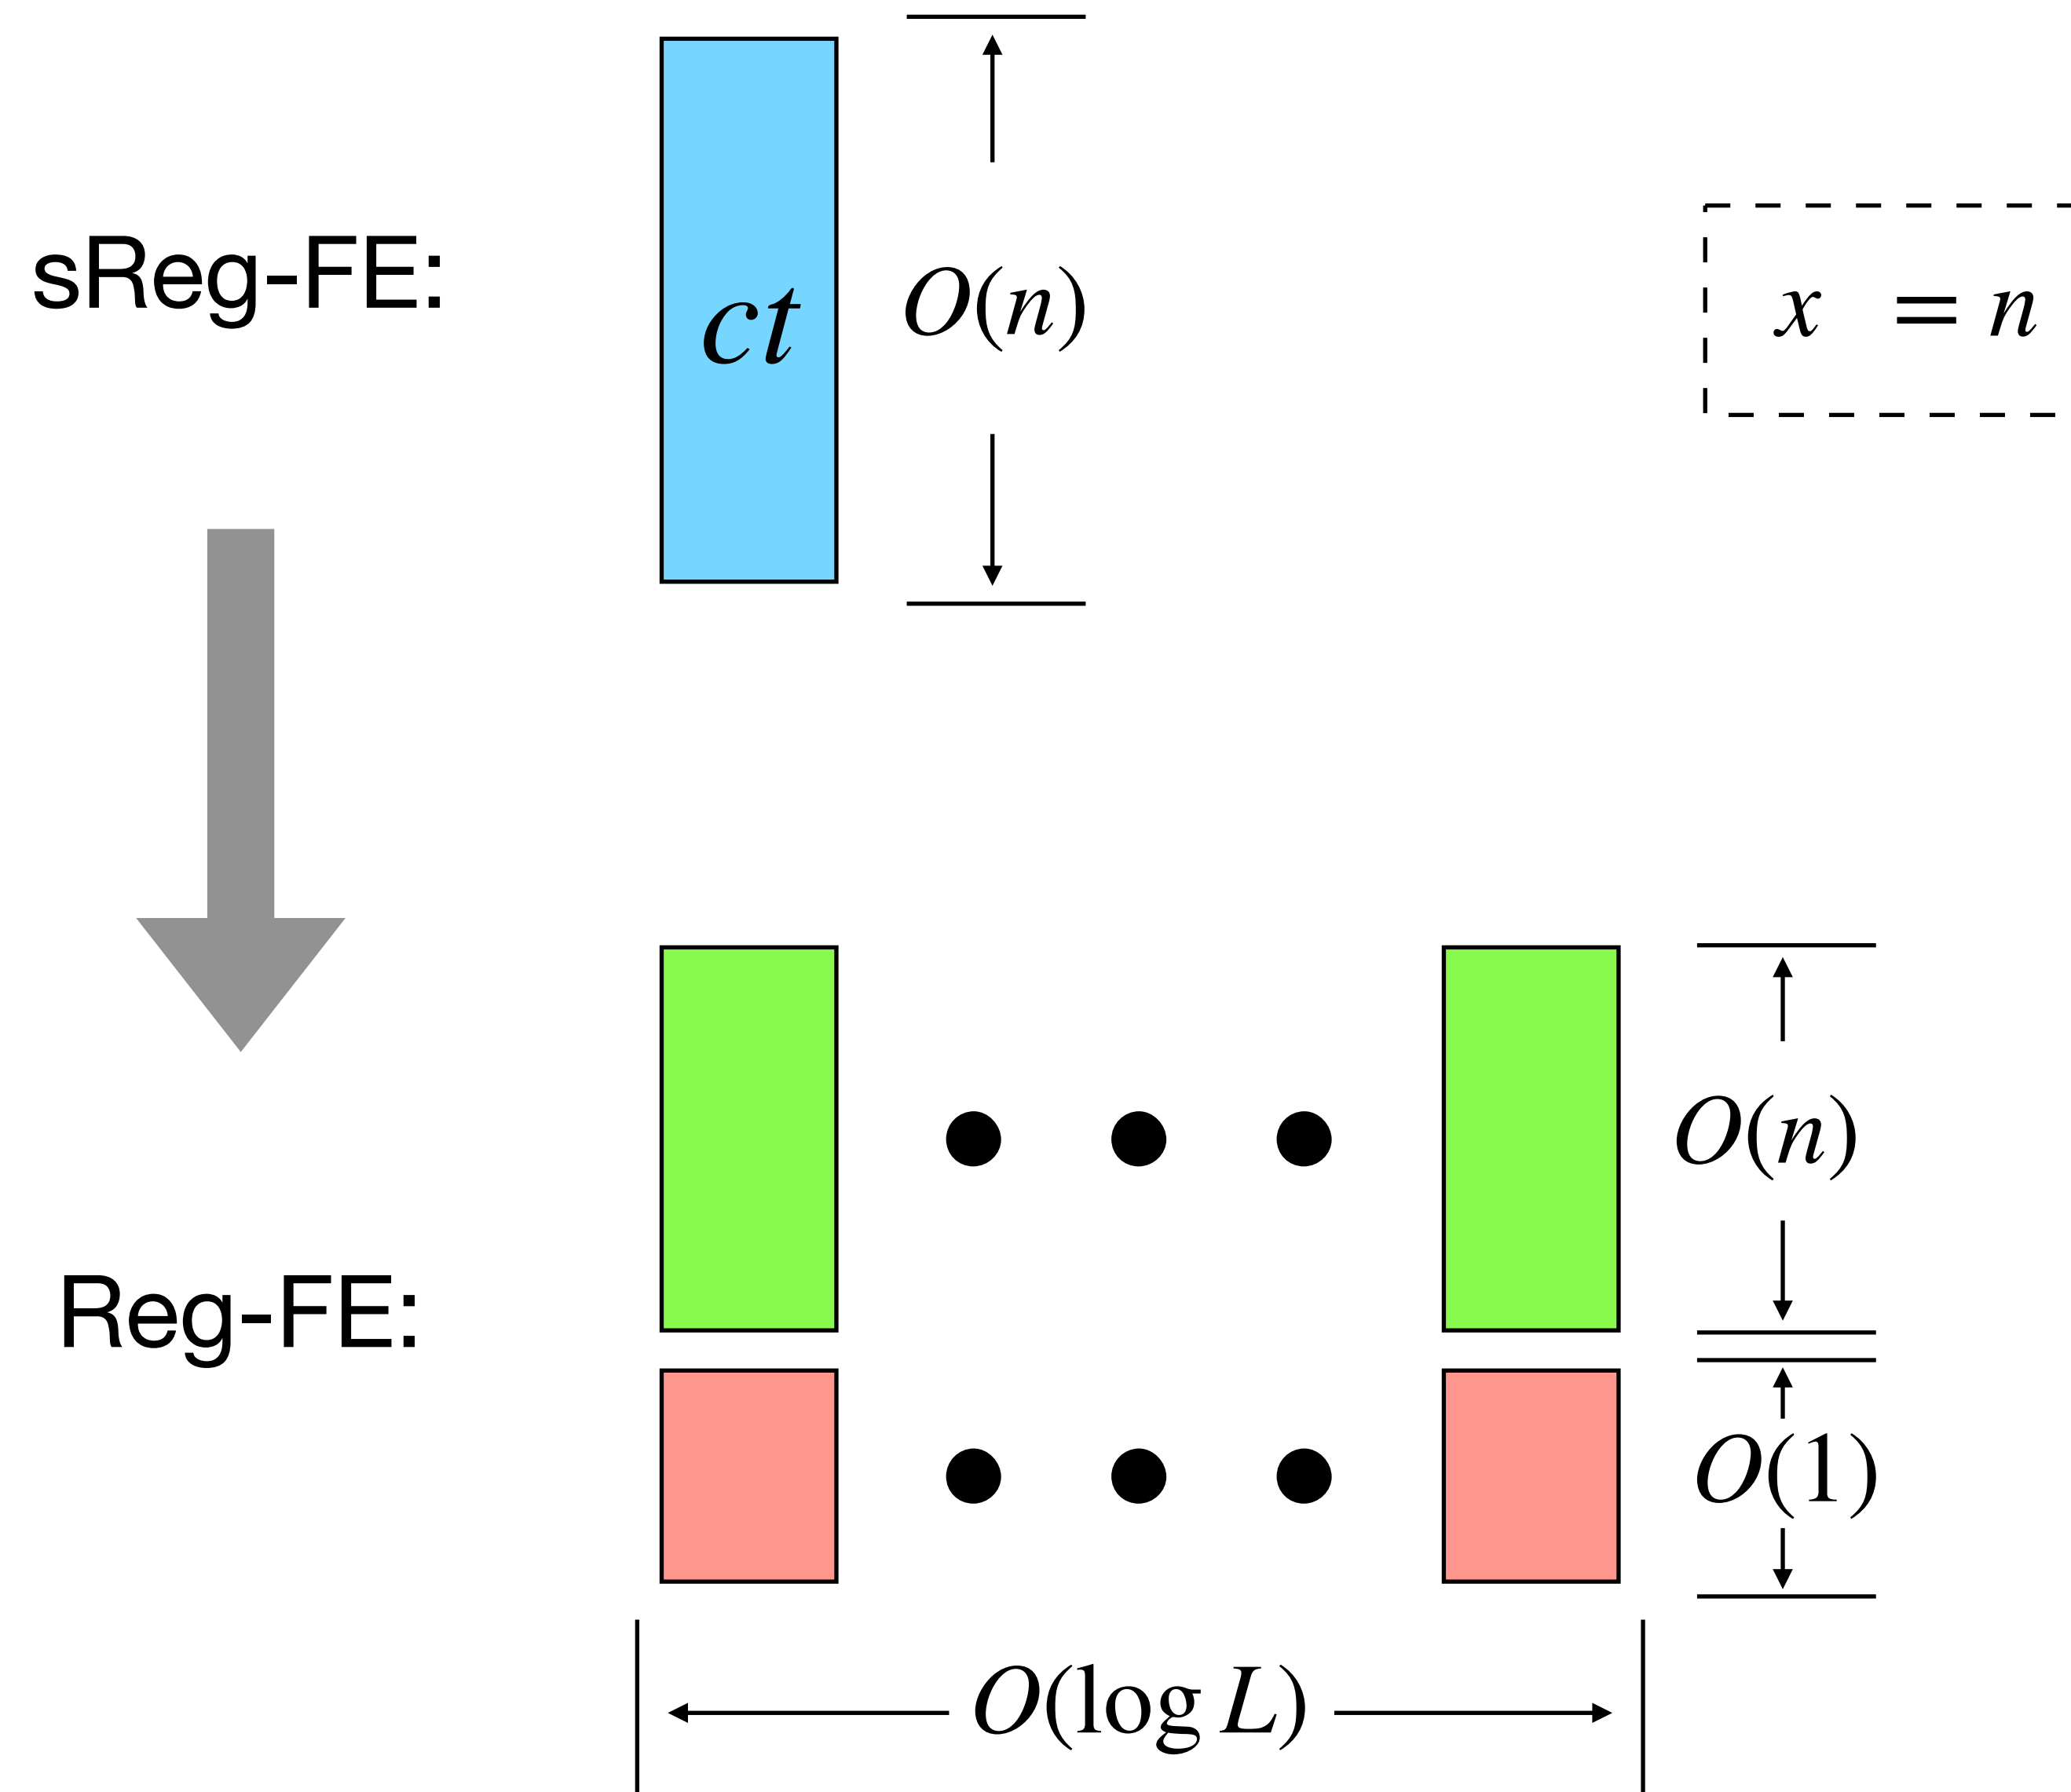 sReg-FE:
ct
O(n)
x = n
O(n)
Reg-FE:
O(1)
O(log L)